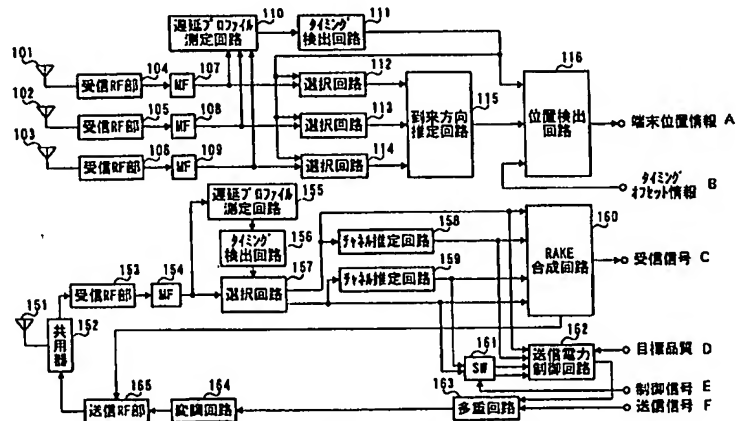 110
遅延プロファイル
測定回路
111
タイミング
検出回路
101
104
受信RF部
107
MF
112
選択回路
102
105
受信RF部
108
MF
113
選択回路
103
106
受信RF部
109
MF
114
選択回路
115
到来方向
推定回路
116
位置検出
回路
端末位置情報 A
タイミング
オフセット情報 B
155
遅延プロファイル
測定回路
156
タイミング
検出回路
153
受信RF部
154
MF
157
選択回路
158
チャネル推定回路
159
チャネル推定回路
160
RAKE
合成回路
受信信号 C
151
152
共用器
161
SW
162
送信電力
制御回路
目標品質 D
制御信号 E
163
多重回路
送信信号 F
164
変調回路
165
送信RF部